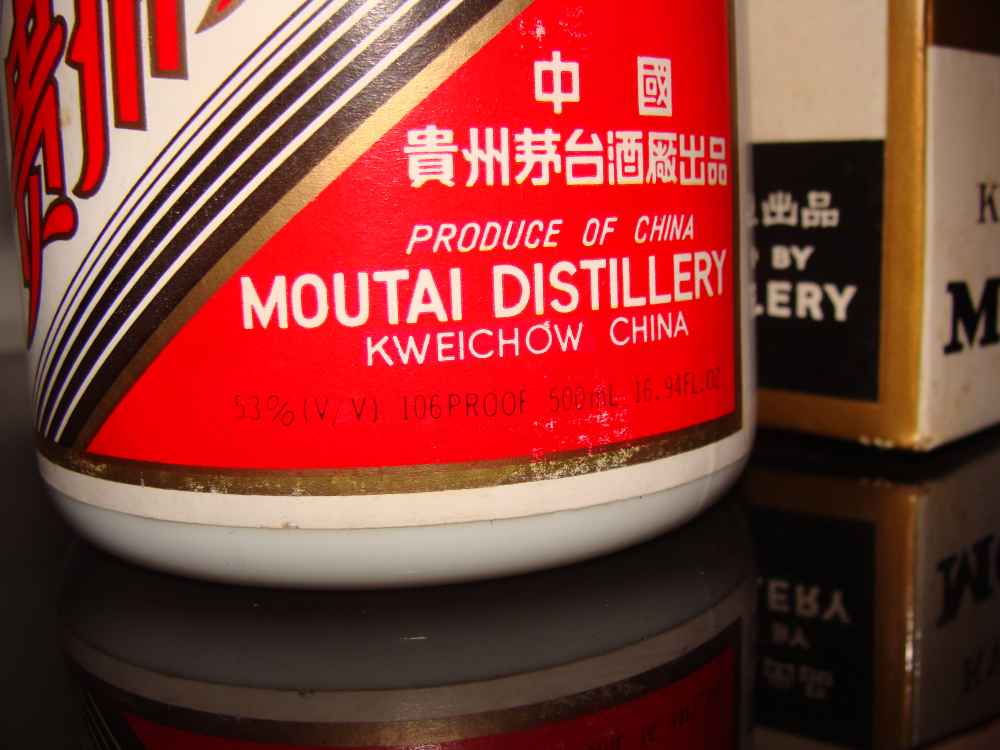 中國
貴州茅台酒廠出品
PRODUCE OF CHINA
MOUTAI DISTILLERY
KWEICHOW CHINA
53%(V/V) 106PROOF 500mL 16.94FL.OZ
出品
BY
LERY
K
M